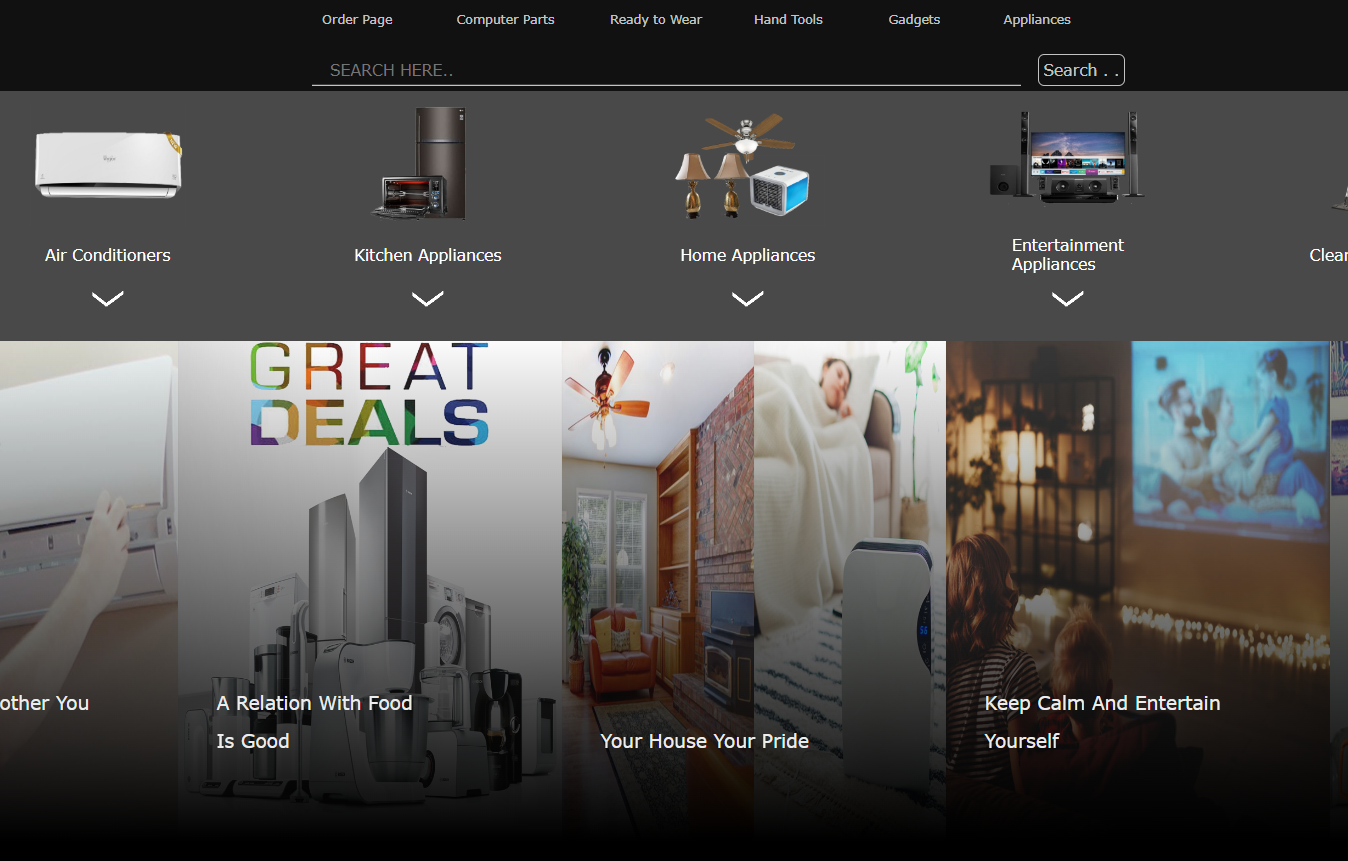 Order Page
Computer Parts
Ready to Wear
Hand Tools
Gadgets
Appliances
SEARCH HERE..
Search . .
Air Conditioners
Kitchen Appliances
Home Appliances
Entertainment
Appliances
Clear
GREAT
DEALS
other You
A Relation With Food
Is Good
Your House Your Pride
Keep Calm And Entertain
Yourself